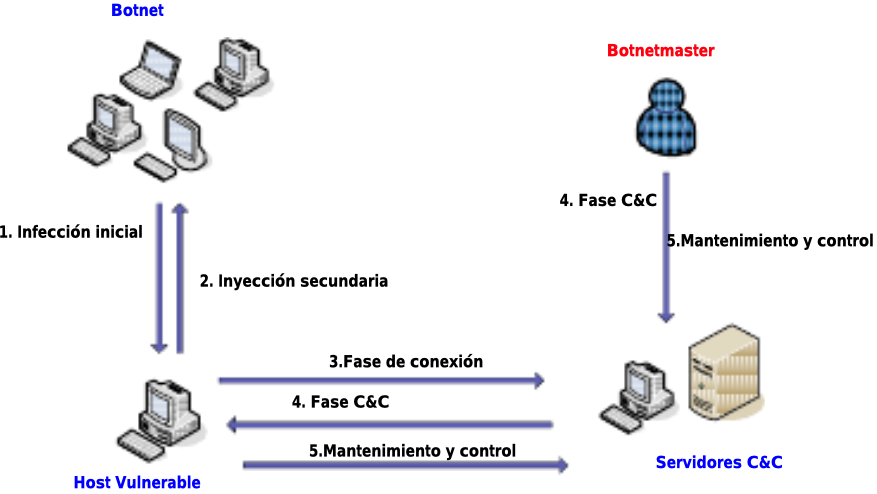 Botnet
Botnetmaster
4. Fase C&C
1. Infección inicial
5.Mantenimiento y control
2. Inyección secundaria
3.Fase de conexión
4. Fase C&C
5.Mantenimiento y control
Servidores C&C
Host Vulnerable